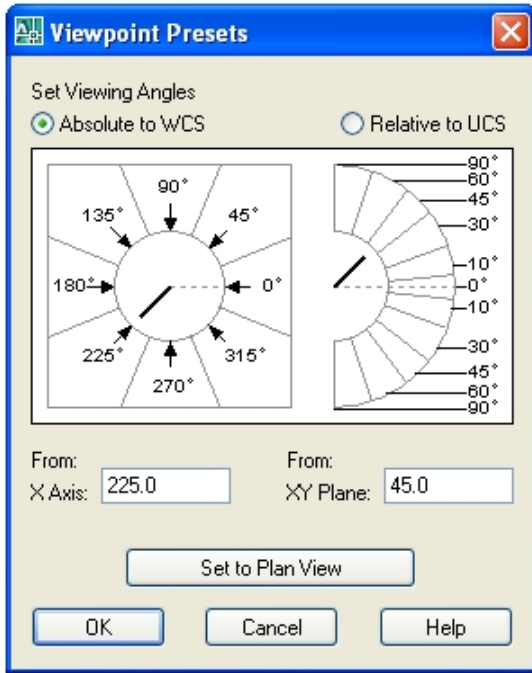 Viewpoint Presets
Set Viewing Angles
Absolute to WCS
Relative to UCS
90°
135°
45°
180°
0°
225°
315°
270°
90°
60°
45°
30°
10°
0°
10°
30°
45°
60°
90°
From:
X Axis: 225.0
From:
XY Plane: 45.0
Set to Plan View
OK
Cancel
Help